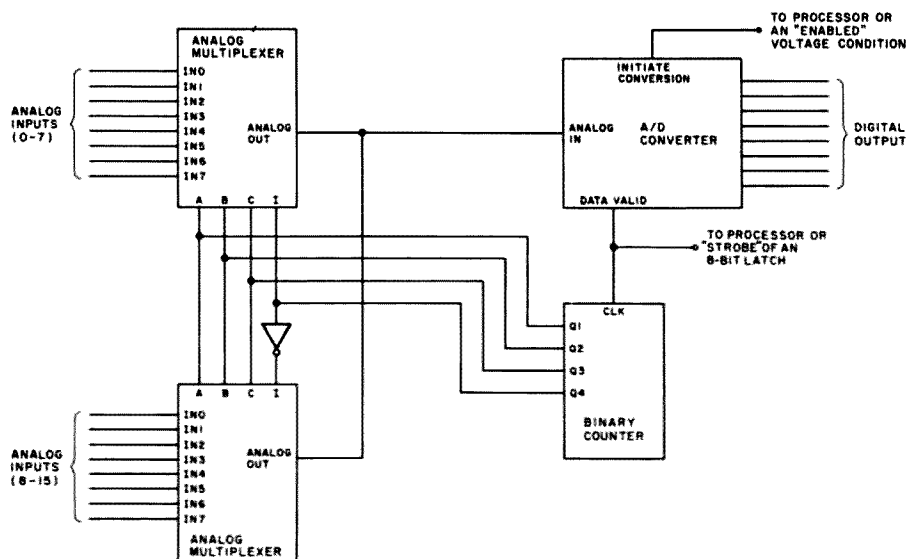 ANALOG
MULTIPLEXER
IN0
IN1
IN2
IN3
IN4
IN5
IN6
IN7
ANALOG
OUT
A B C I
ANALOG
INPUTS
(0-7)
TO PROCESSOR OR
AN "ENABLED"
VOLTAGE CONDITION
INITIATE
CONVERSION
ANALOG
IN
A/D
CONVERTER
DATA VALID
DIGITAL
OUTPUT
TO PROCESSOR OR
"STROBE" OF AN
8-BIT LATCH
CLK
Q1
Q2
Q3
Q4
BINARY
COUNTER
A B C I
IN0
IN1
IN2
IN3
IN4
IN5
IN6
IN7
ANALOG
OUT
ANALOG
MULTIPLEXER
ANALOG
INPUTS
(8-15)